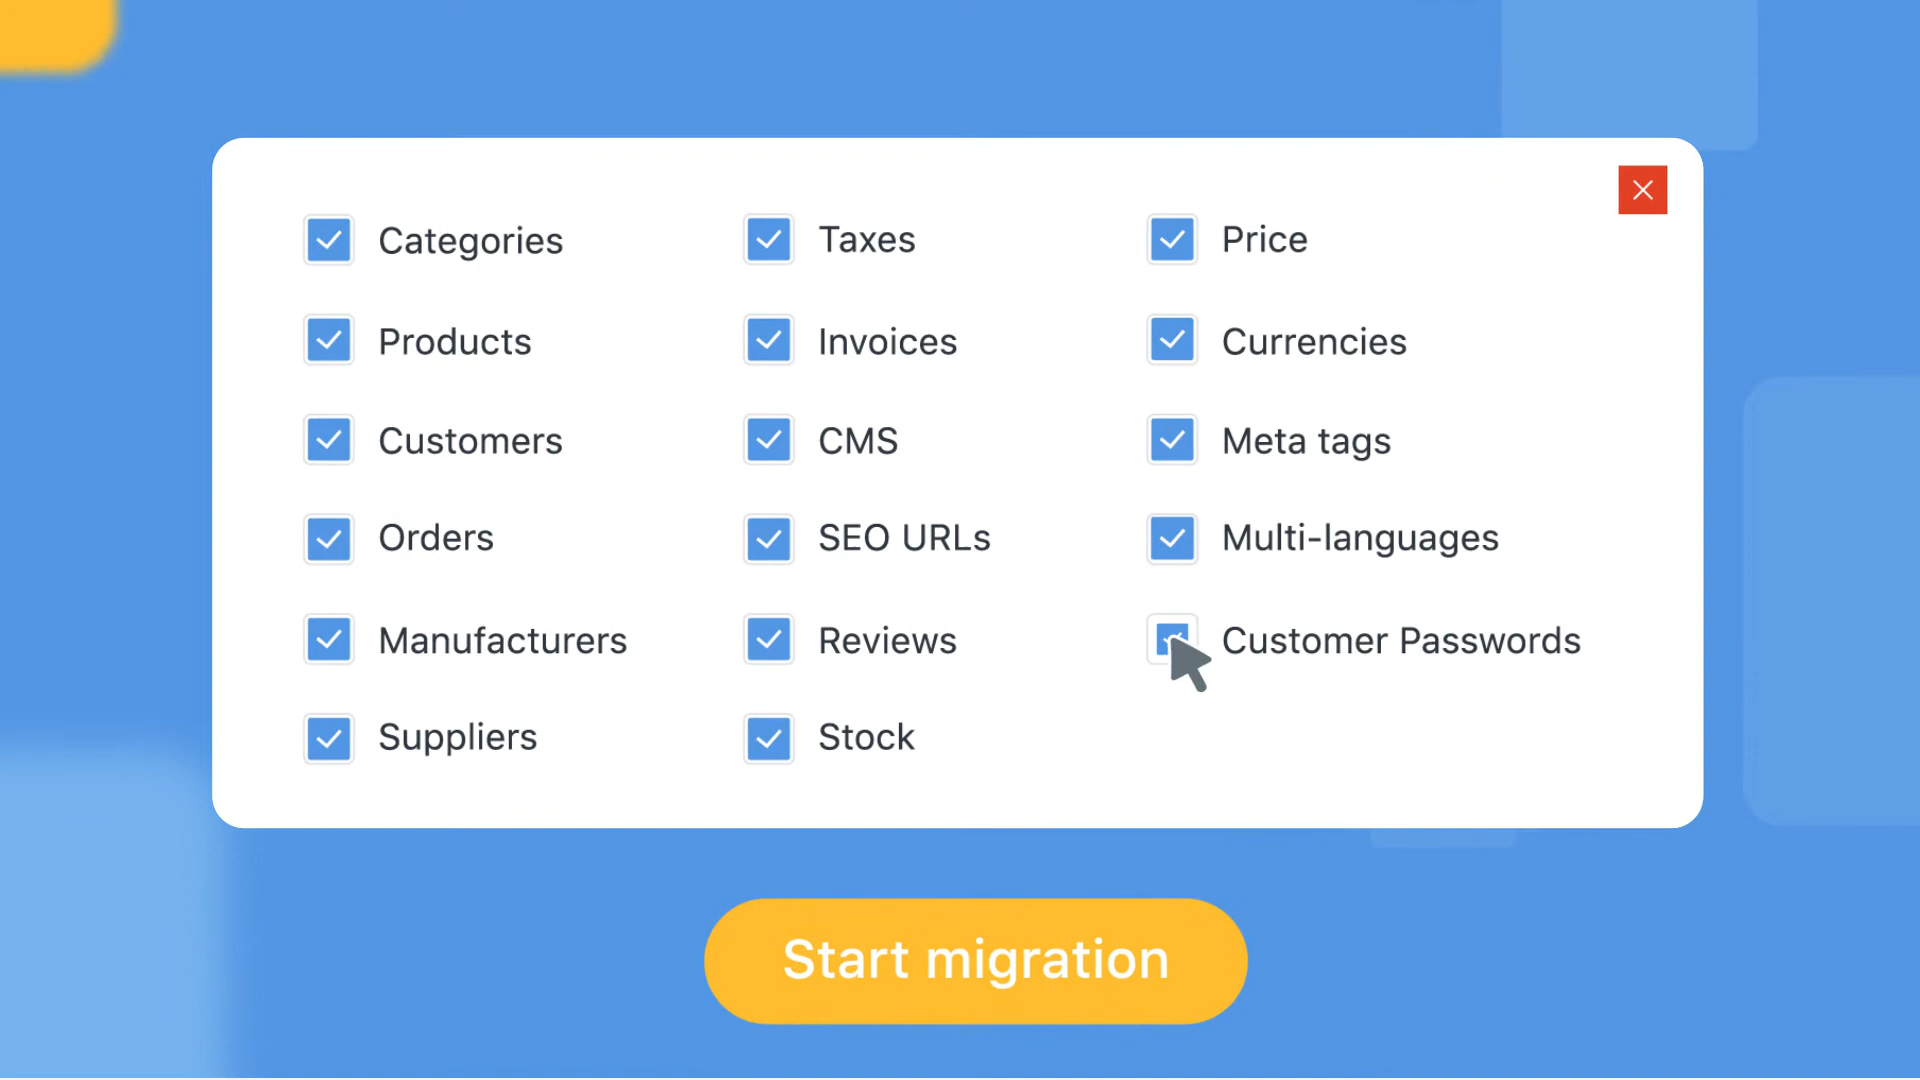 Categories
Products
Customers
Orders
Manufacturers
Suppliers
Taxes
Invoices
CMS
SEO URLs
Reviews
Stock
Price
Currencies
Meta tags
Multi-languages
Customer Passwords
Start migration